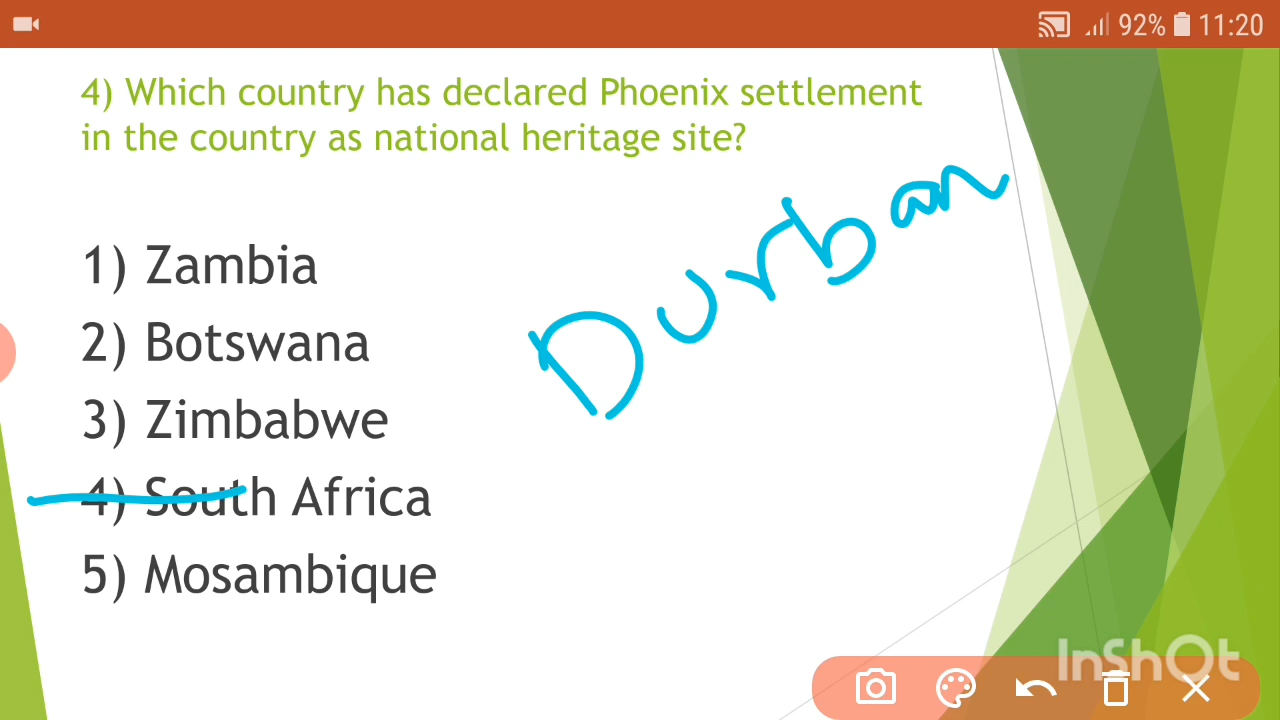 92% 11:20
4) Which country has declared Phoenix settlement
in the country as national heritage site?
Durban
1) Zambia
2) Botswana
3) Zimbabwe
4) South Africa
5) Mosambique
InShOt